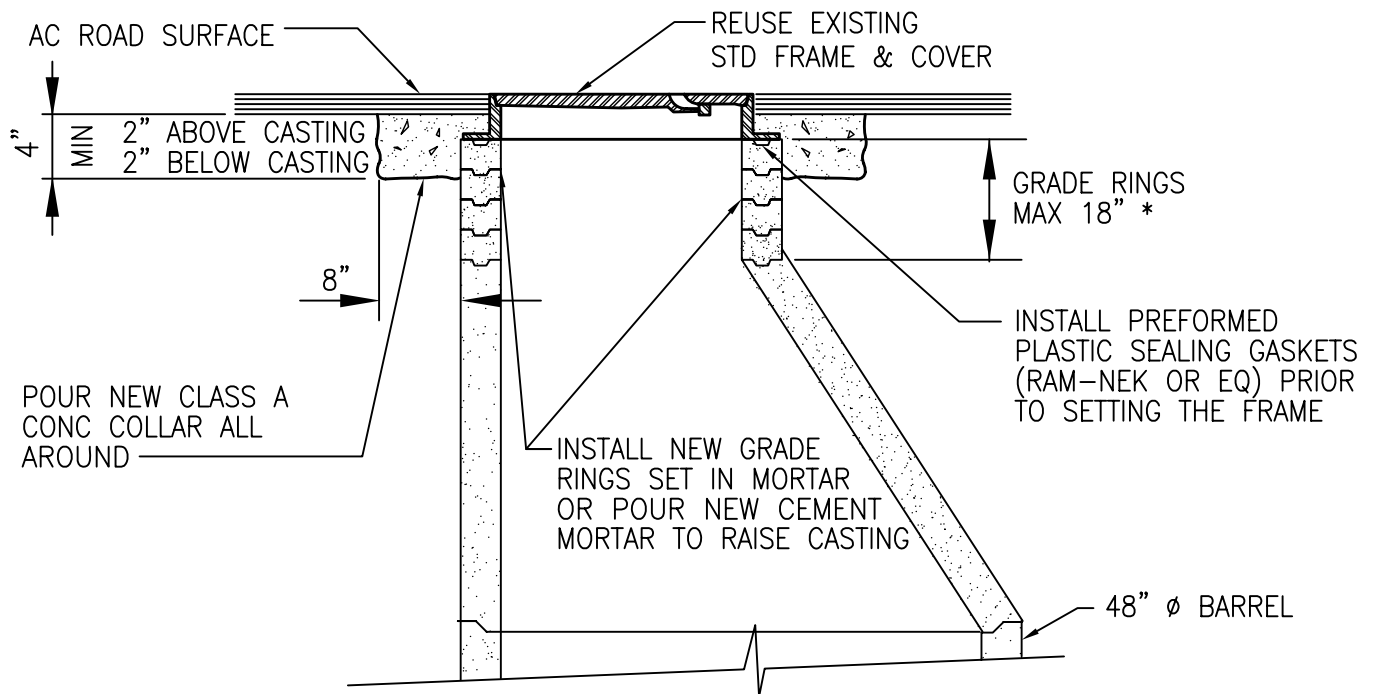 AC ROAD SURFACE
REUSE EXISTING
STD FRAME & COVER
4"
MIN
2" ABOVE CASTING
2" BELOW CASTING
GRADE RINGS
MAX 18" *
8"
INSTALL PREFORMED
PLASTIC SEALING GASKETS
(RAM-NEK OR EQ) PRIOR
TO SETTING THE FRAME
POUR NEW CLASS A
CONC COLLAR ALL
AROUND
INSTALL NEW GRADE
RINGS SET IN MORTAR
OR POUR NEW CEMENT
MORTAR TO RAISE CASTING
48" Ø BARREL